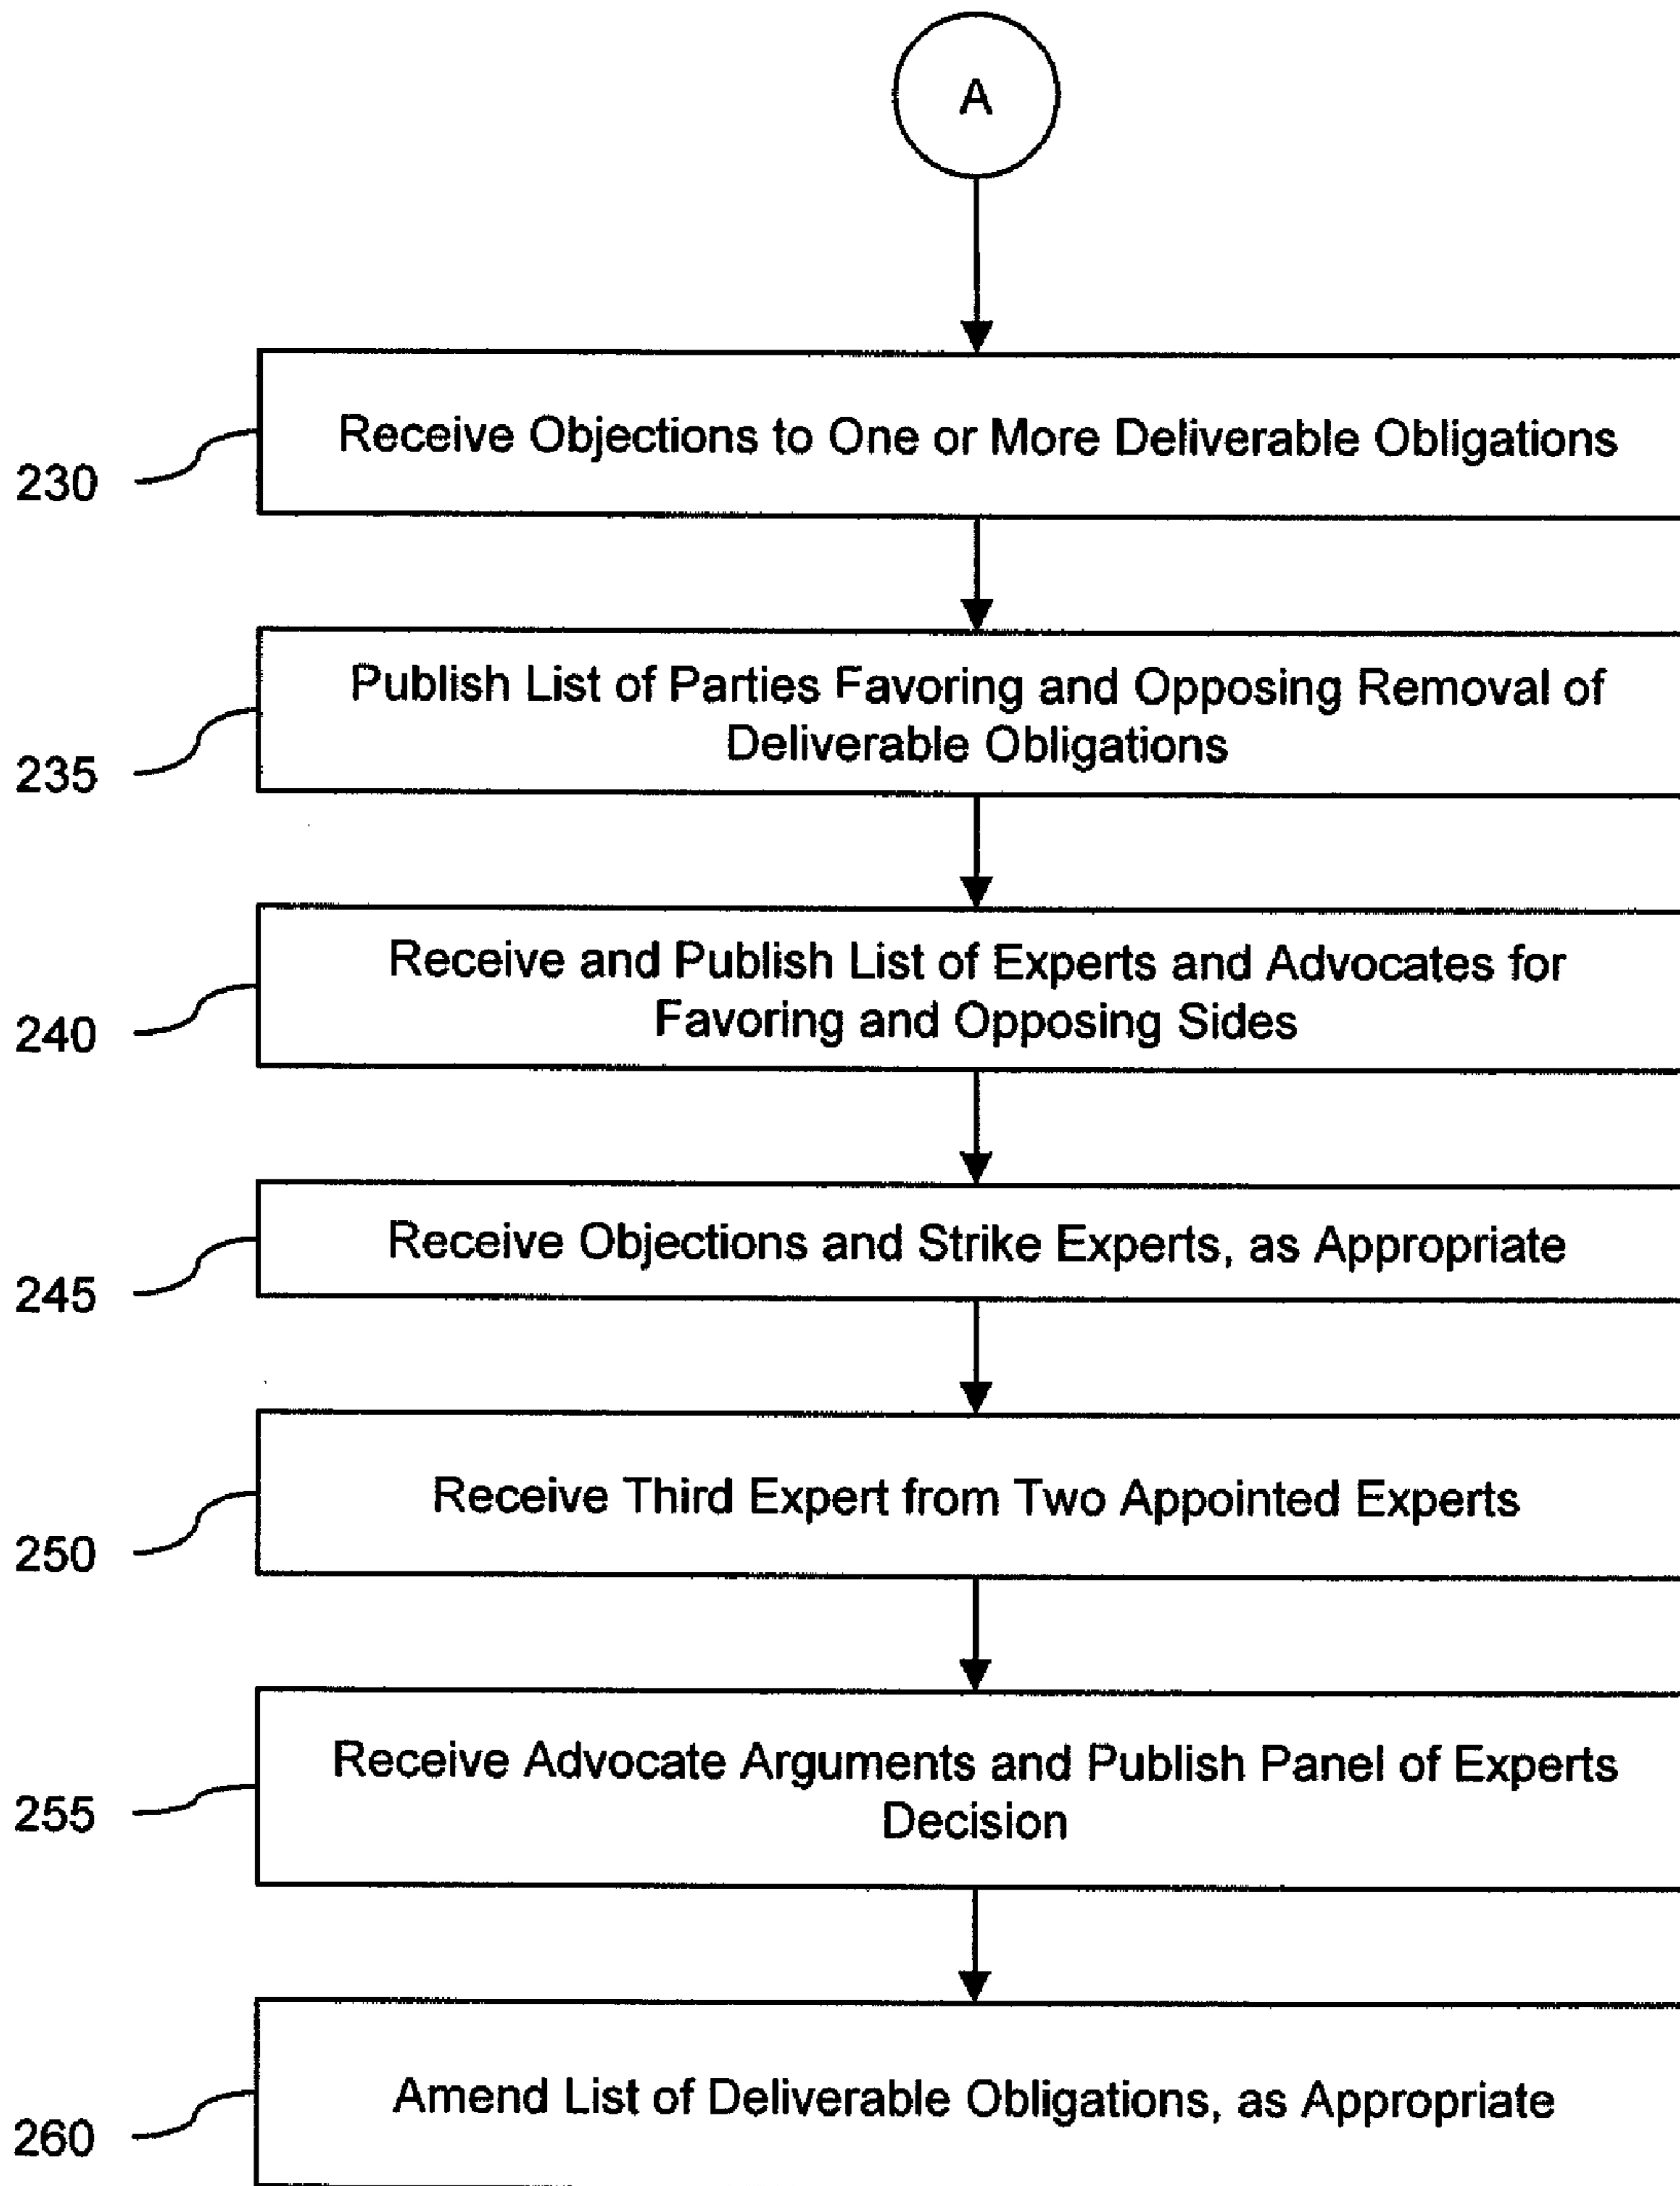 A
Receive Objections to One or More Deliverable Obligations
230
Publish List of Parties Favoring and Opposing Removal of
Deliverable Obligations
235
Receive and Publish List of Experts and Advocates for
Favoring and Opposing Sides
240
Receive Objections and Strike Experts, as Appropriate
245
Receive Third Expert from Two Appointed Experts
250
Receive Advocate Arguments and Publish Panel of Experts
Decision
255
Amend List of Deliverable Obligations, as Appropriate
260